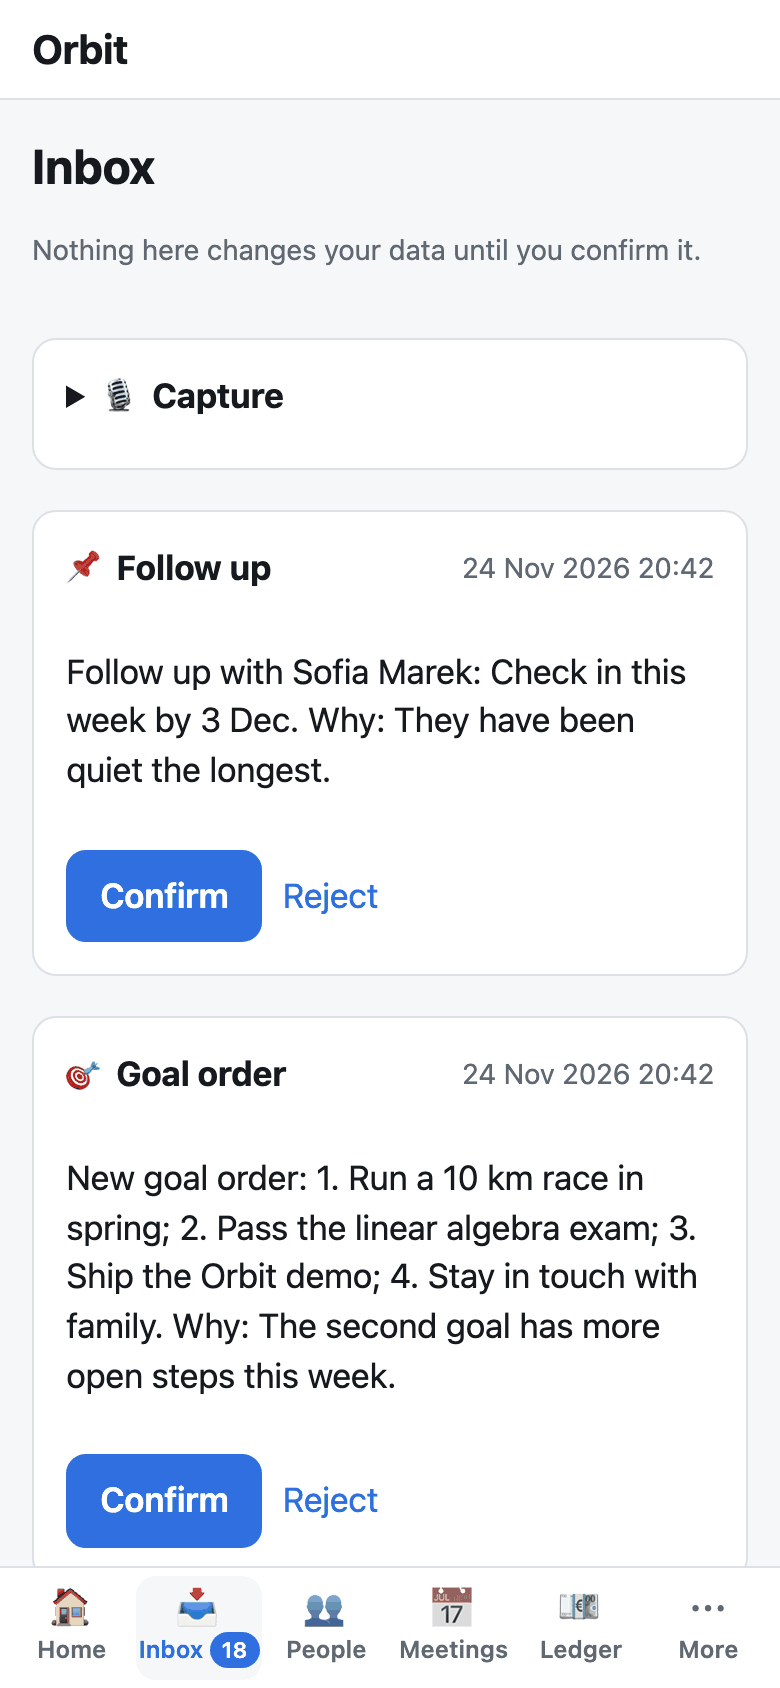 Orbit
Inbox
Nothing here changes your data until you confirm it.
Capture
Follow up
24 Nov 2026 20:42
Follow up with Sofia Marek: Check in this
week by 3 Dec. Why: They have been
quiet the longest.
Confirm Reject
Goal order
24 Nov 2026 20:42
New goal order: 1. Run a 10 km race in
spring; 2. Pass the linear algebra exam; 3.
Ship the Orbit demo; 4. Stay in touch with
family. Why: The second goal has more
open steps this week.
Confirm Reject
JUL
17
Home Inbox 18 People Meetings Ledger More